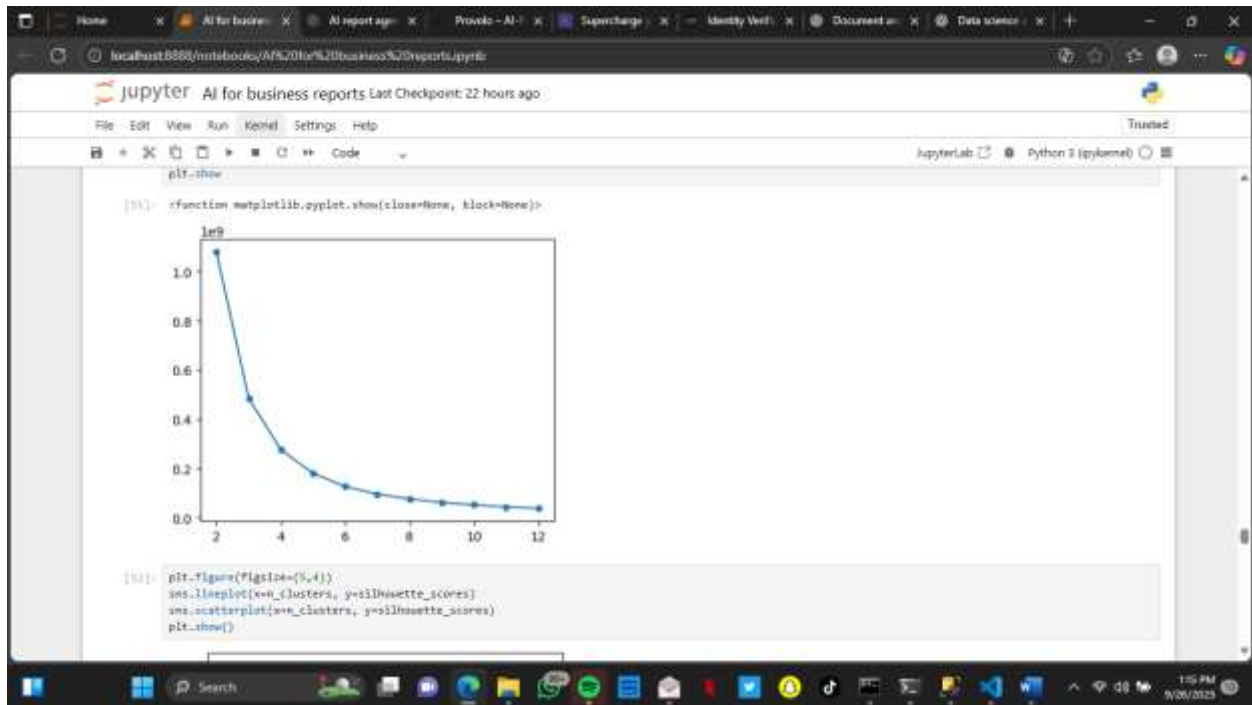 Home
AI for busine
AI report age
Provolo - AI-
Supercharge
Identity Verifi
Document a
Data science
localhost:8888/notebooks/AI%20for%20business%20reports.ipynb
jupyter AI for business reports Last Checkpoint: 22 hours ago
File Edit View Run Kernel Settings Help Trusted
Code JupyterLab Python 3 (ipykernel)
plt.show
<function matplotlib.pyplot.show(close=None, block=None)>
1e9
1.0
0.8
0.6
0.4
0.2
0.0
2 4 6 8 10 12
plt.figure(figsize=(5,4))
sns.lineplot(x=n_clusters, y=silhouette_scores)
sns.scatterplot(x=n_clusters, y=silhouette_scores)
plt.show()
Search
99+
1:15 PM
9/26/2025